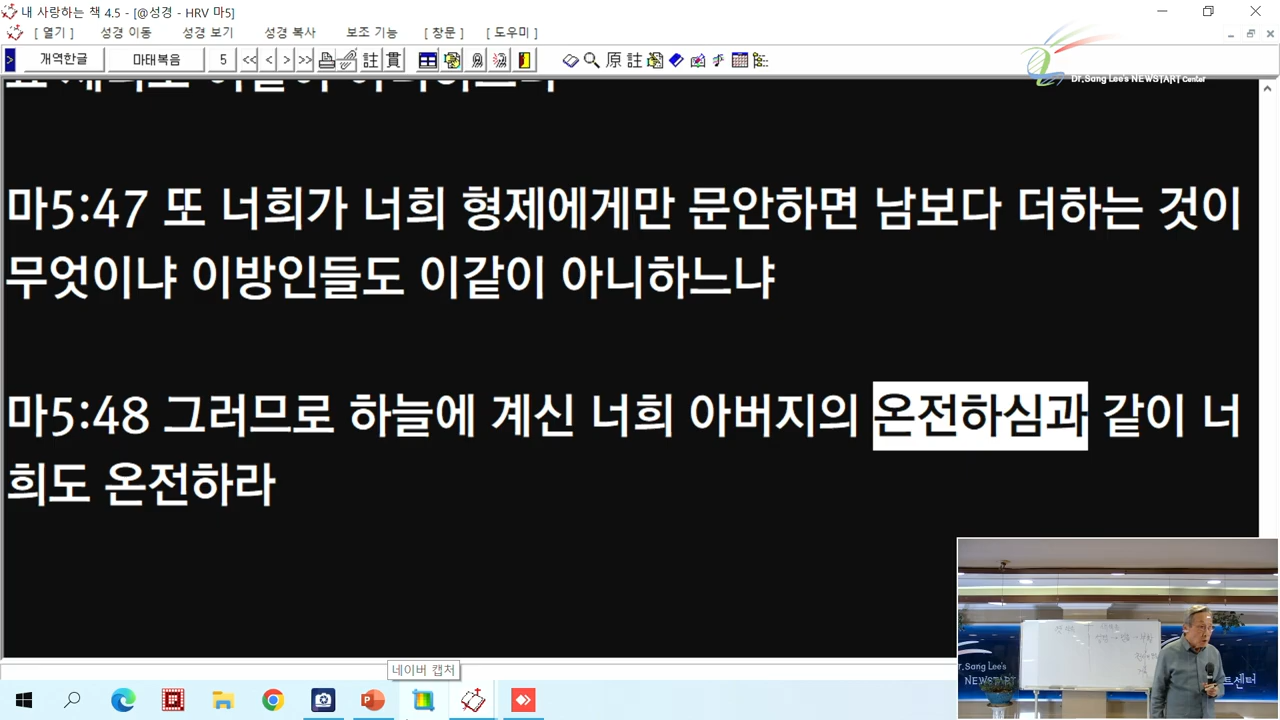 내 사랑하는 책 4.5 - [@성경 - HRV 마5]
[ 열기 ] 성경 이동 성경 보기 성경 복사 보조 기능 [ 창문 ] [ 도우미 ]
개역한글 마태복음 5 << < > >> 註 貫 原 註
Dr.Sang Lee's NEWSTART Center
마5:47 또 너희가 너희 형제에게만 문안하면 남보다 더하는 것이
무엇이냐 이방인들도 이같이 아니하느냐
마5:48 그러므로 하늘에 계신 너희 아버지의 온전하심과 같이 너
희도 온전하라
네이버 캡처
r.Sang Lee's
NEWSTART
트센터